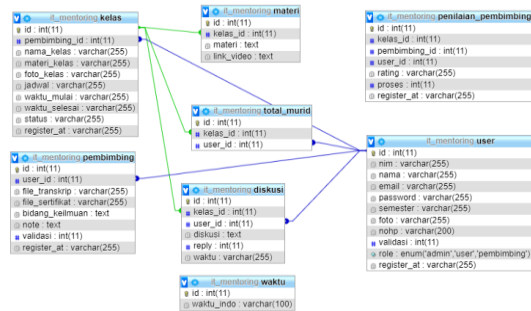 it_mentoring kelas
id : int(11)
pembimbing_id : int(11)
nama_kelas : varchar(255)
materi_kelas : varchar(255)
foto_kelas : varchar(255)
jadwal : varchar(255)
waktu_mulai : varchar(255)
waktu_selesai : varchar(255)
status : varchar(255)
register_at : varchar(255)
it_mentoring materi
id : int(11)
kelas_id : int(11)
materi : text
link_video : text
it_mentoring penilaian_pembimbing
id : int(11)
kelas_id : int(11)
pembimbing_id : int(11)
user_id : int(11)
rating : varchar(255)
proses : int(11)
register_at : varchar(255)
it_mentoring total_murid
id : int(11)
kelas_id : int(11)
user_id : int(11)
it_mentoring user
id : int(11)
nim : varchar(255)
nama : varchar(255)
email : varchar(255)
password : varchar(255)
semester : varchar(255)
foto : varchar(255)
nohp : varchar(200)
validasi : int(11)
role : enum('admin','user','pembimbing')
register_at : varchar(255)
it_mentoring pembimbing
id : int(11)
user_id : int(11)
file_transkrip : varchar(255)
file_sertifikat : varchar(255)
bidang_keilmuan : text
note : text
validasi : int(11)
register_at : varchar(255)
it_mentoring diskusi
id : int(11)
kelas_id : int(11)
user_id : int(11)
diskusi : text
reply : int(11)
waktu : varchar(255)
it_mentoring waktu
id : int(11)
waktu_indo : varchar(100)